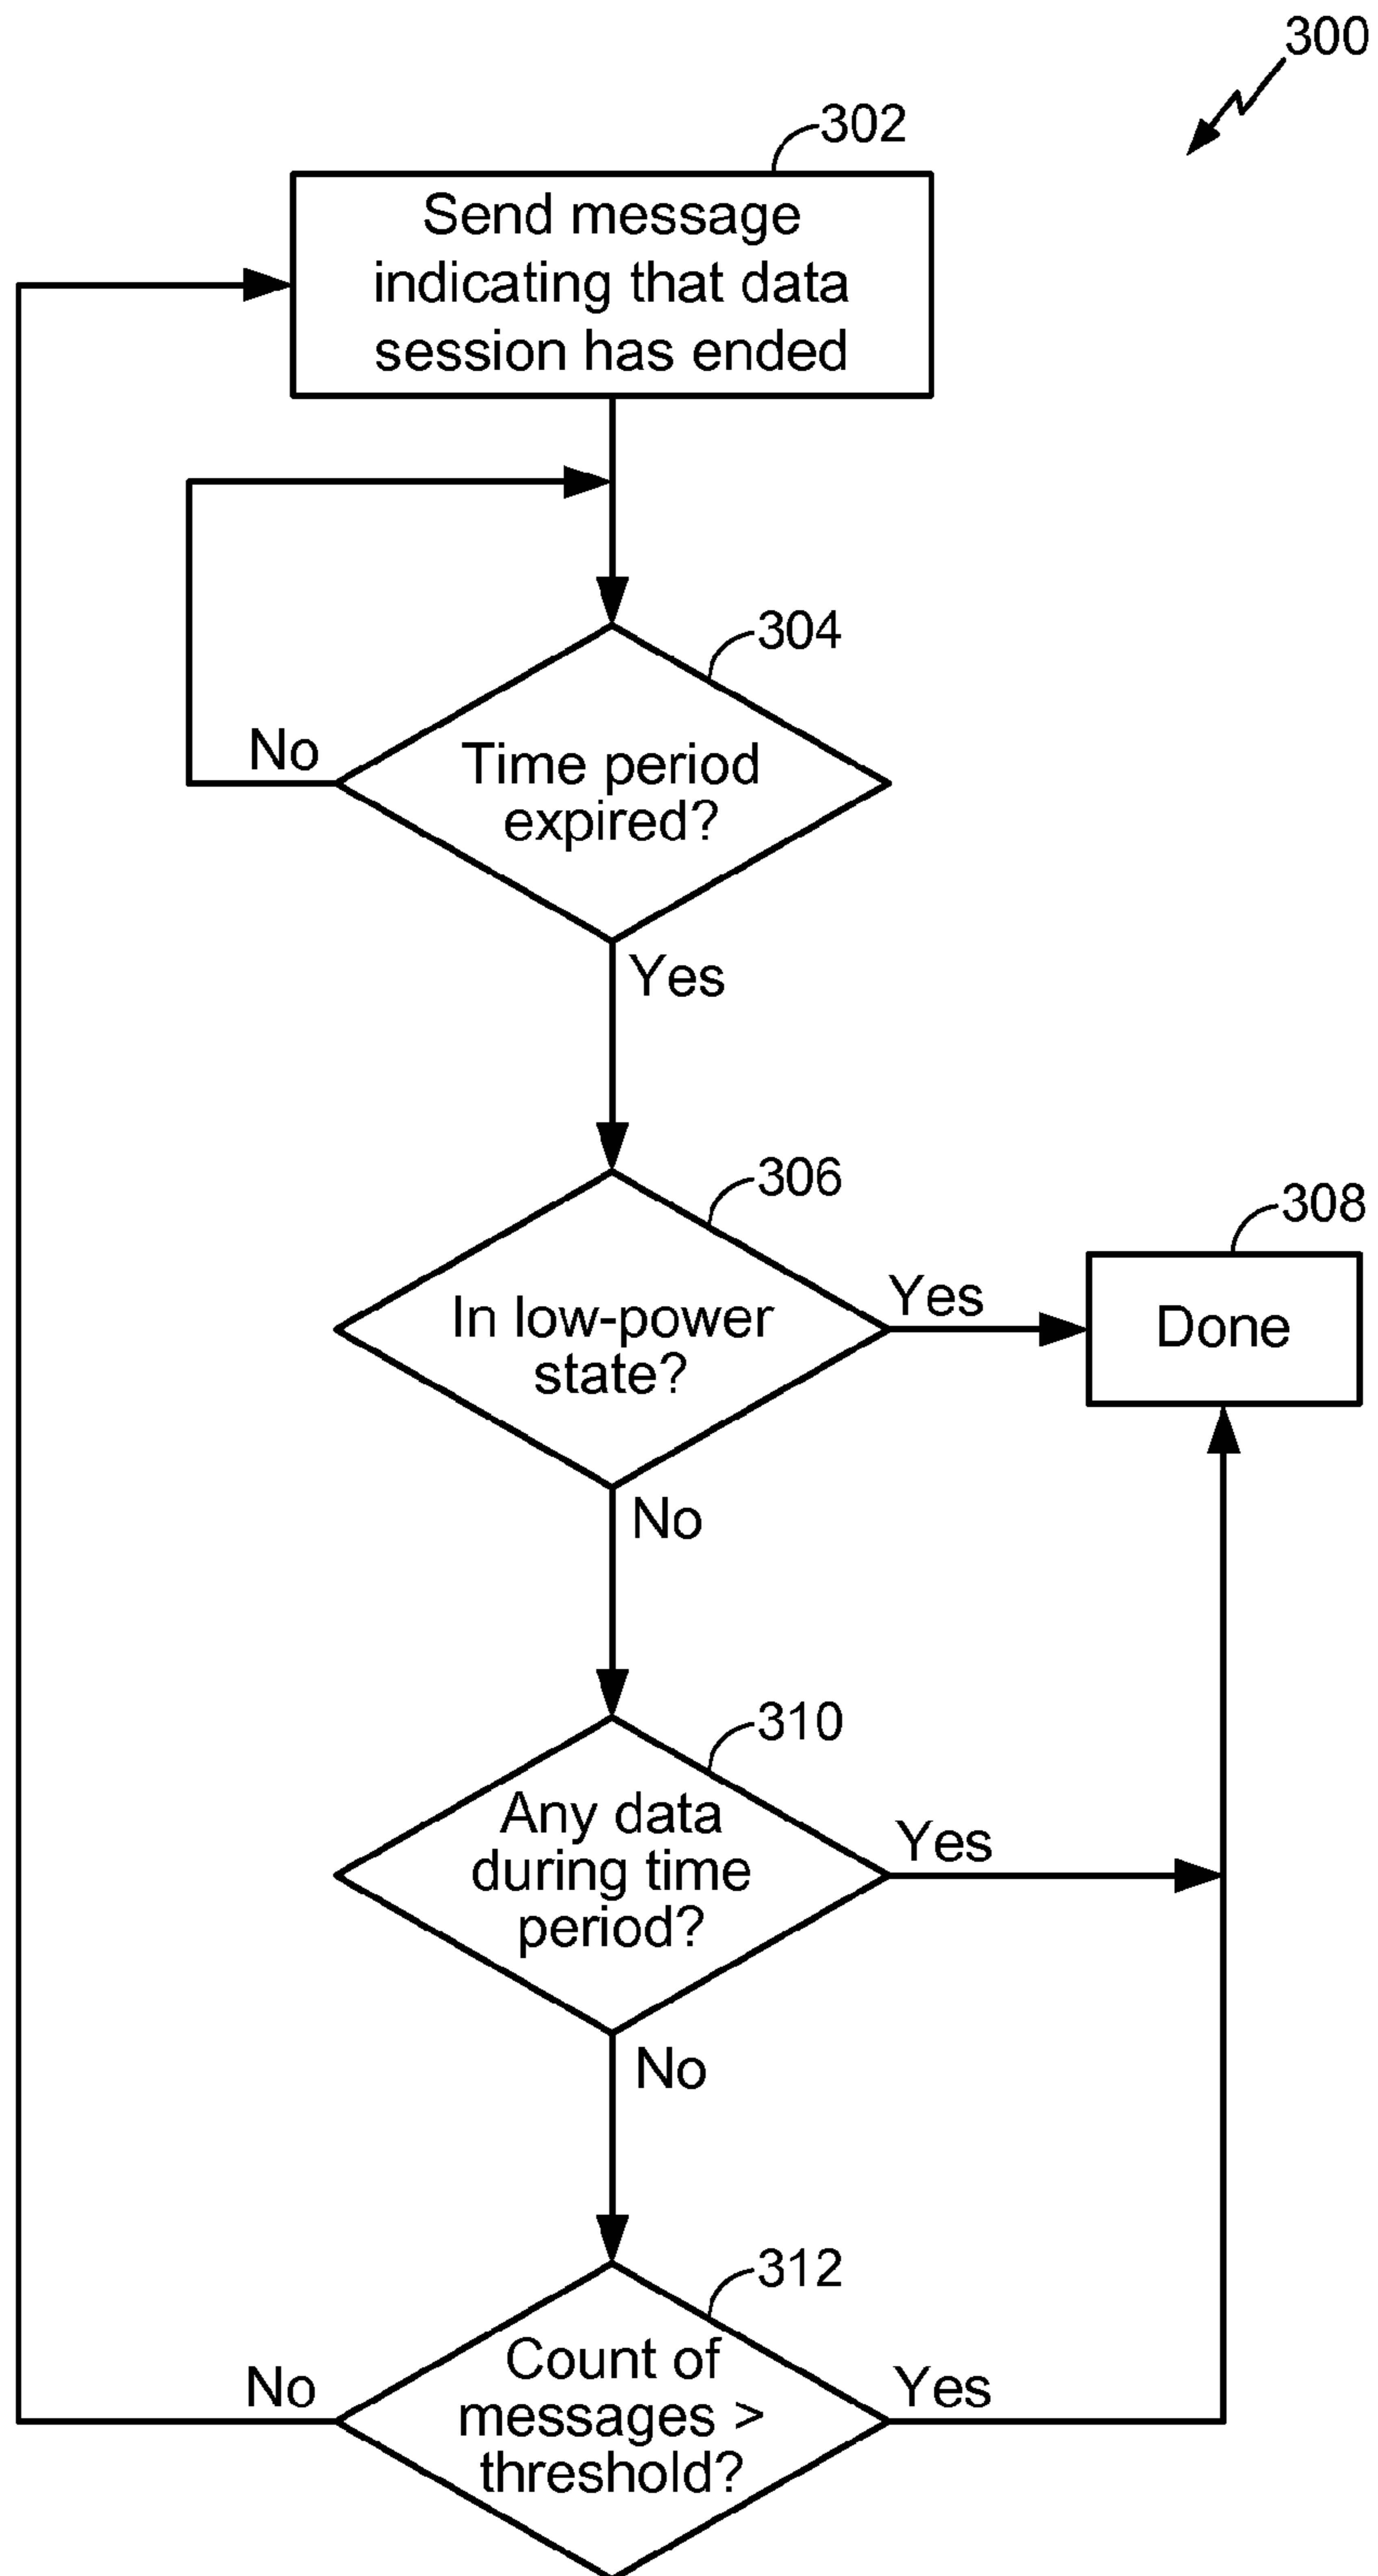 300
302
Send message
indicating that data
session has ended
304
No
Time period
expired?
Yes
306
308
In low-power
state?
Yes
Done
No
310
Any data
during time
period?
Yes
No
312
No
Count of
messages >
threshold?
Yes